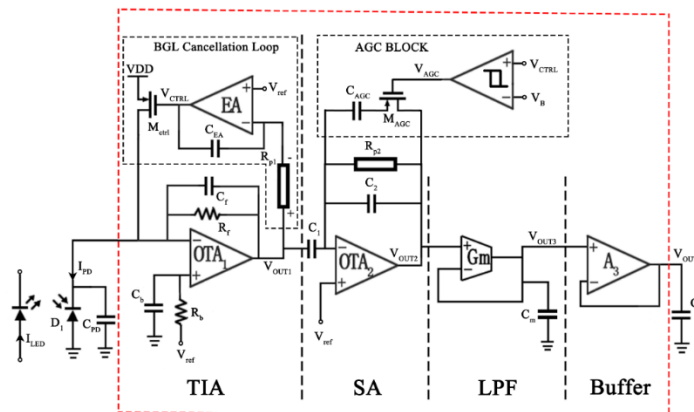 BGL Cancellation Loop
AGC BLOCK
VDD
V_CTRL
EA
+
V_ref
−
M_ctrl
C_EA
R_p1
-
+
V_AGC
+
V_CTRL
−
V_B
C_AGC
M_AGC
R_p2
C_2
C_f
R_f
−
OTA_1
+
V_OUT1
C_1
−
OTA_2
+
V_OUT2
V_ref
+
Gm
−
V_OUT3
C_m
+
A_3
−
I_PD
D_1
C_PD
I_LED
C_b
R_b
V_ref
TIA
SA
LPF
Buffer